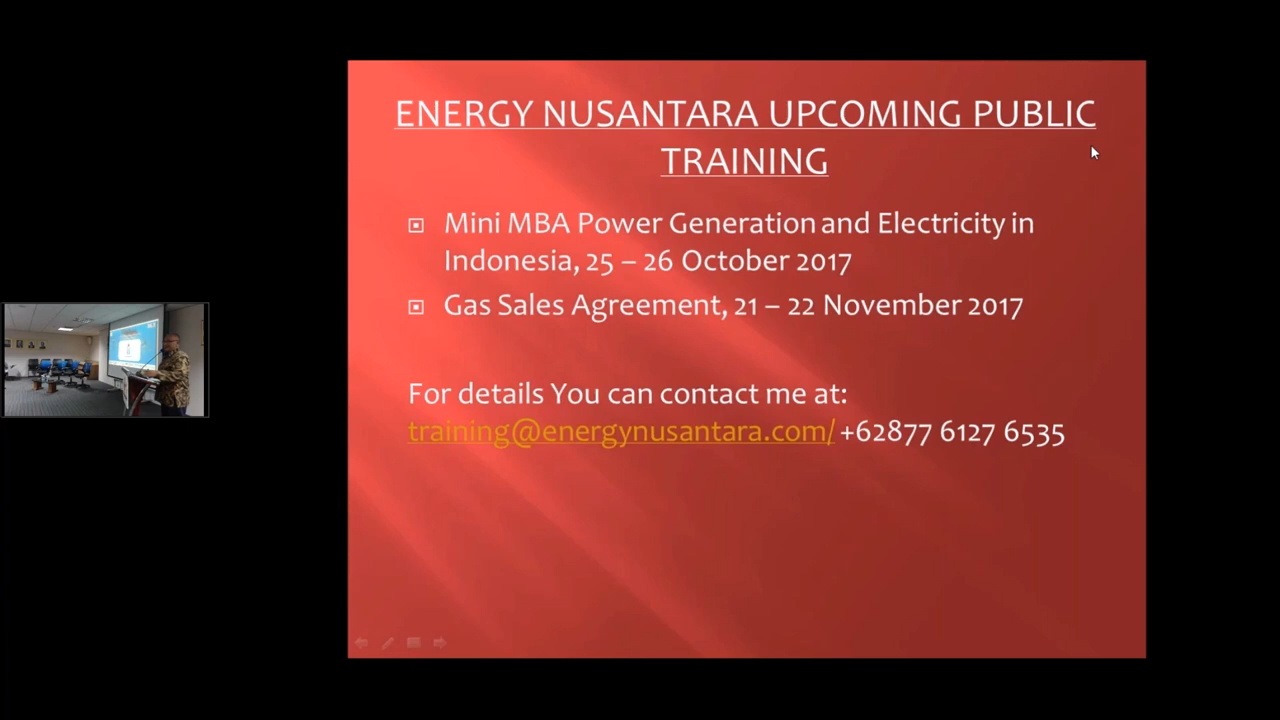 ENERGY NUSANTARA UPCOMING PUBLIC
TRAINING
Mini MBA Power Generation and Electricity in
Indonesia, 25 – 26 October 2017
Gas Sales Agreement, 21 – 22 November 2017
For details You can contact me at:
training@energynusantara.com/ +62877 6127 6535